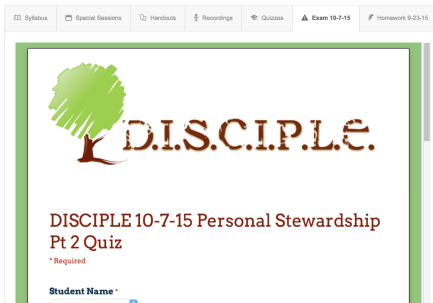 Syllabus Special Sessions Handouts Recordings Quizzes Exam 10-7-15 Homework 9-23-15
D.I.S.C.I.P.L.E.
DISCIPLE 10-7-15 Personal Stewardship
Pt 2 Quiz
* Required
Student Name *